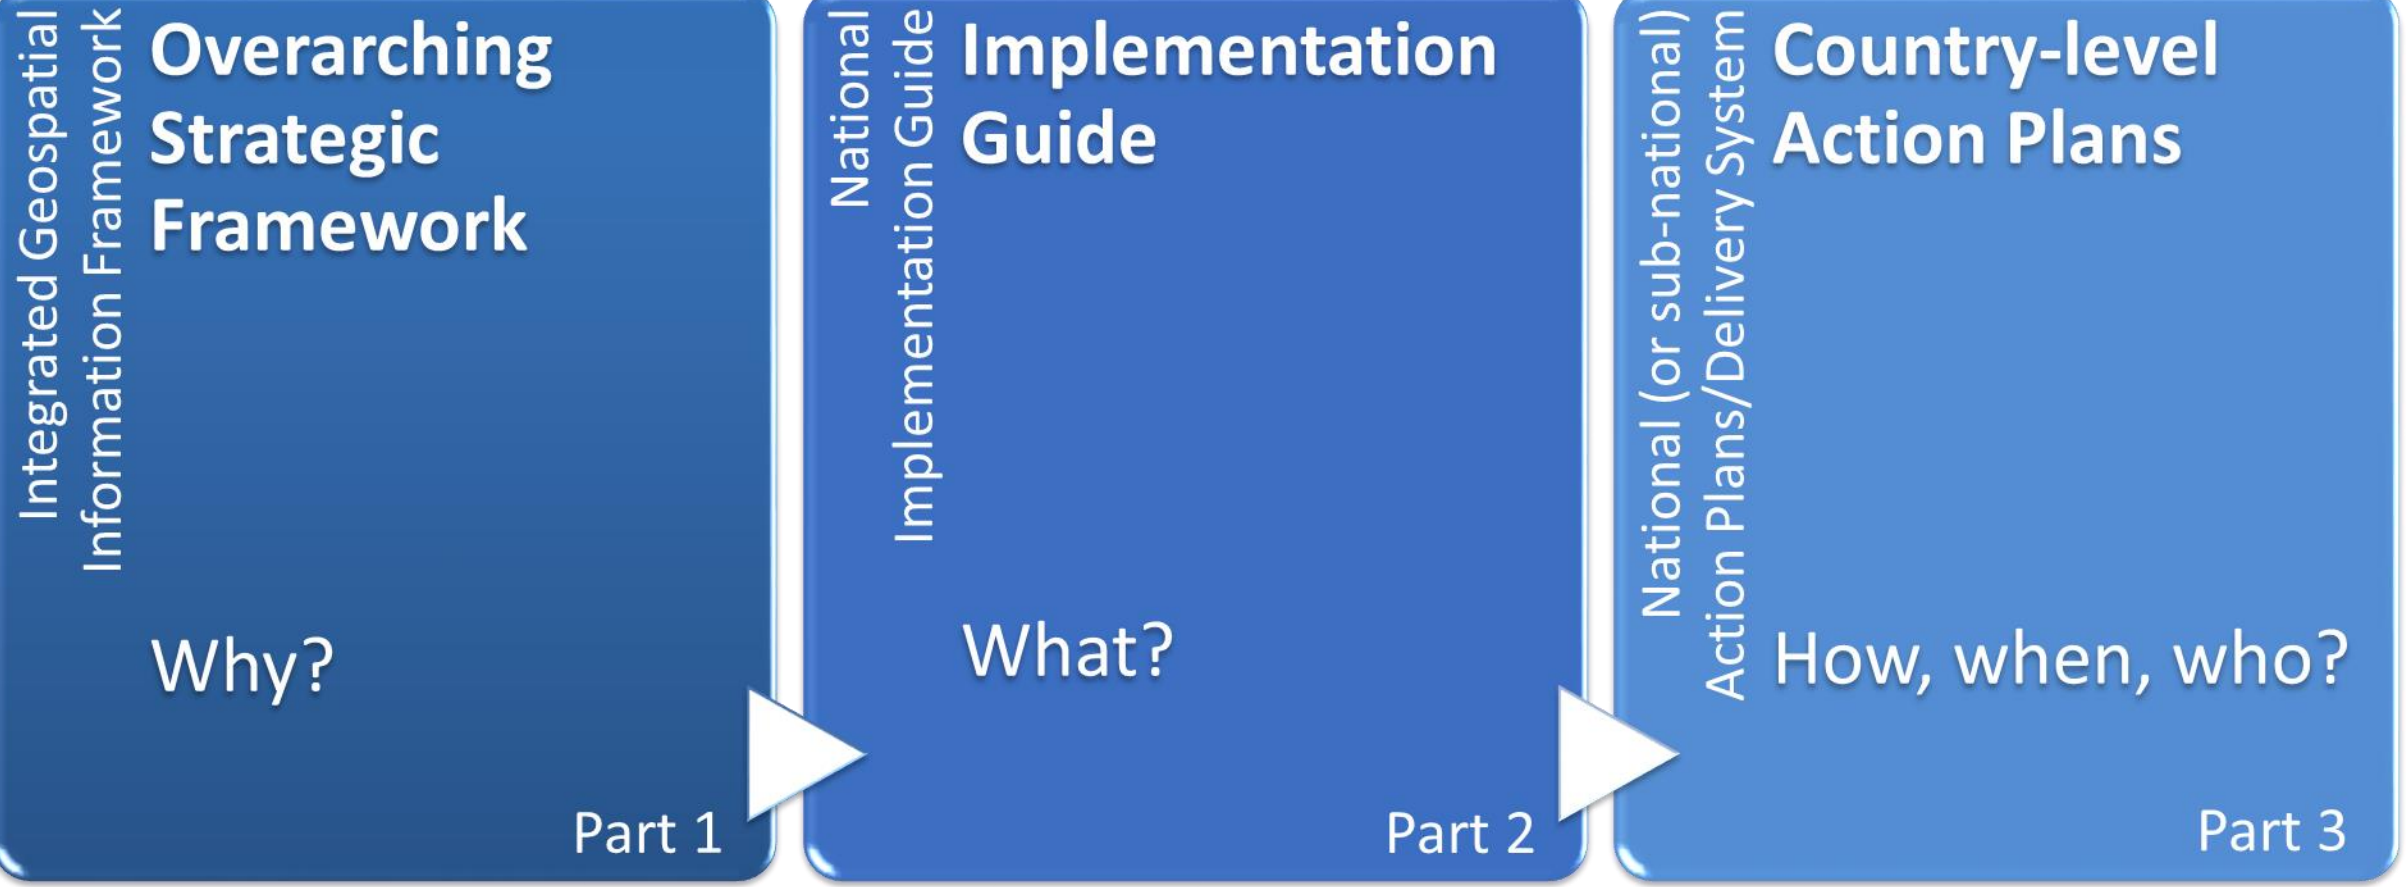 Integrated Geospatial
Information Framework
Overarching
Strategic
Framework
Why?
Part 1
National
Implementation Guide
Implementation
Guide
What?
Part 2
National (or sub-national)
Action Plans/Delivery System
Country-level
Action Plans
How, when, who?
Part 3